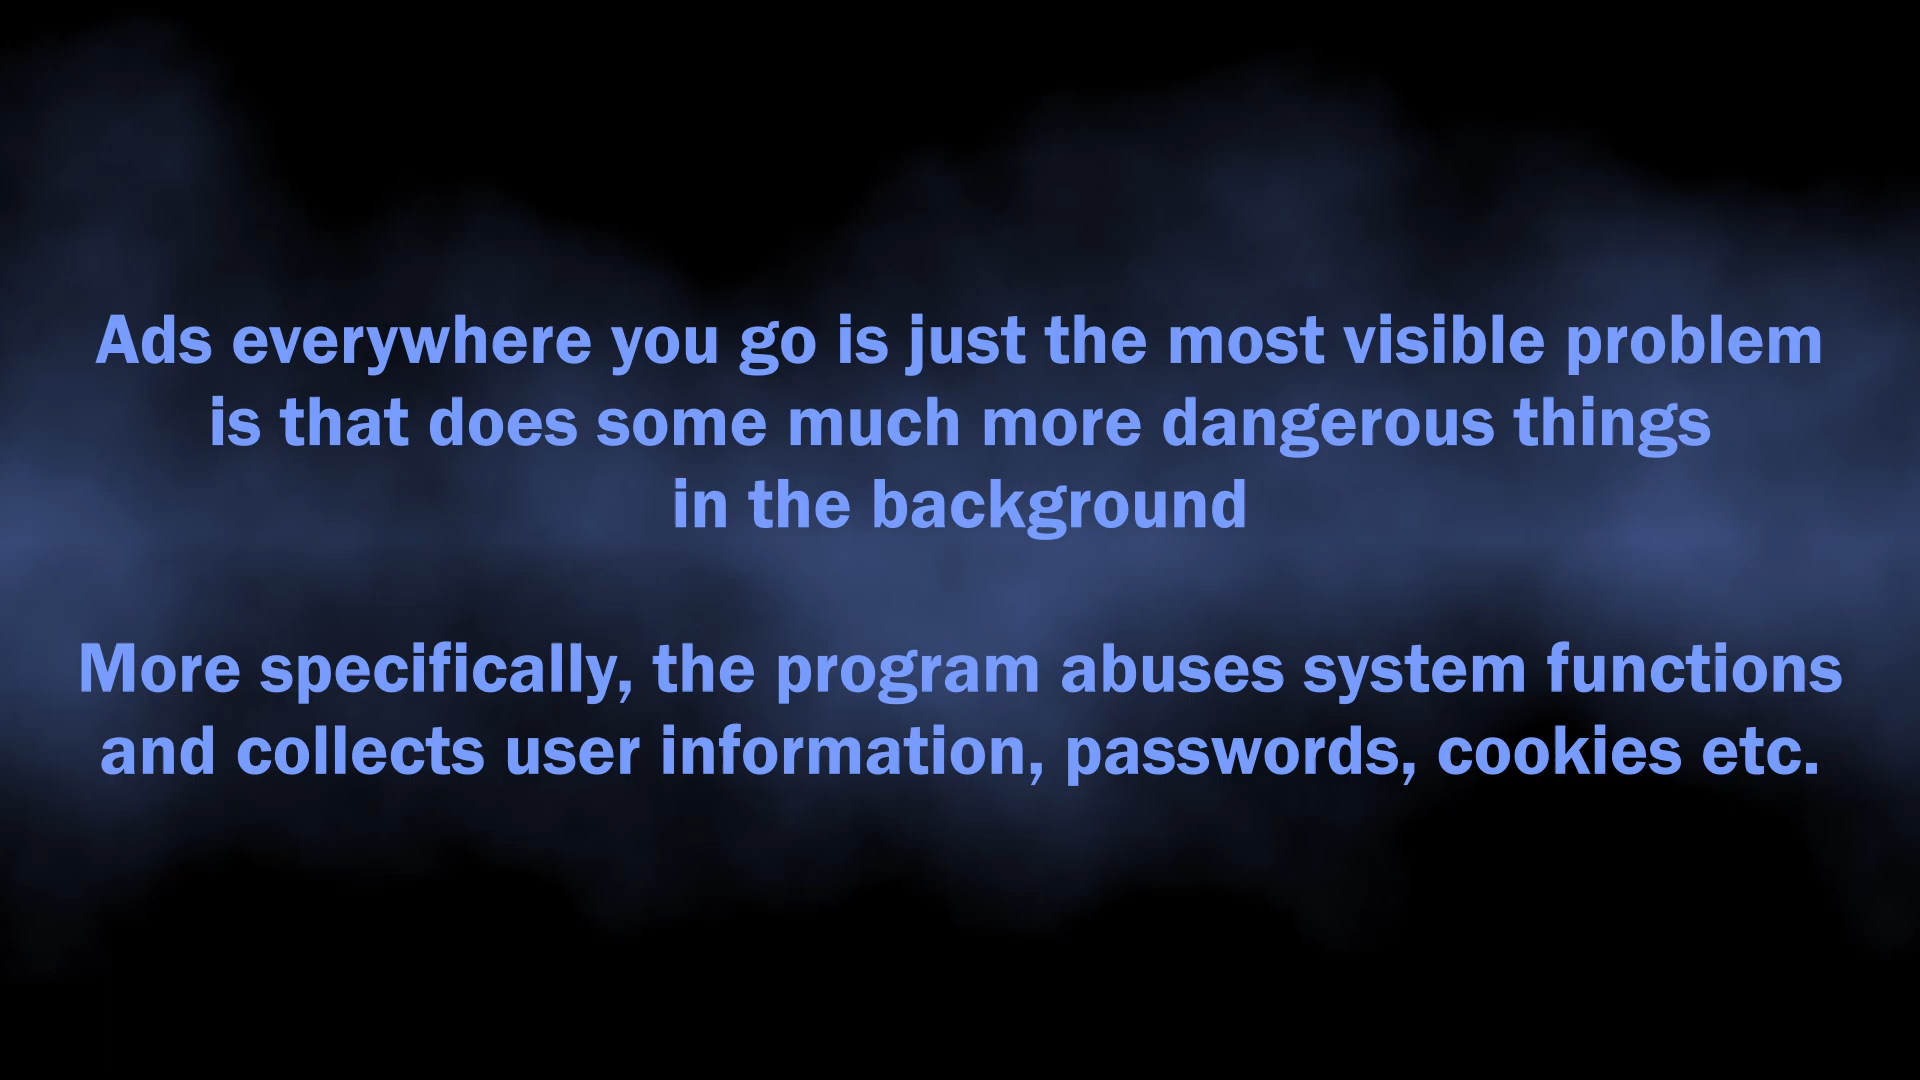 Ads everywhere you go is just the most visible problem
is that does some much more dangerous things
in the background
More specifically, the program abuses system functions
and collects user information, passwords, cookies etc.